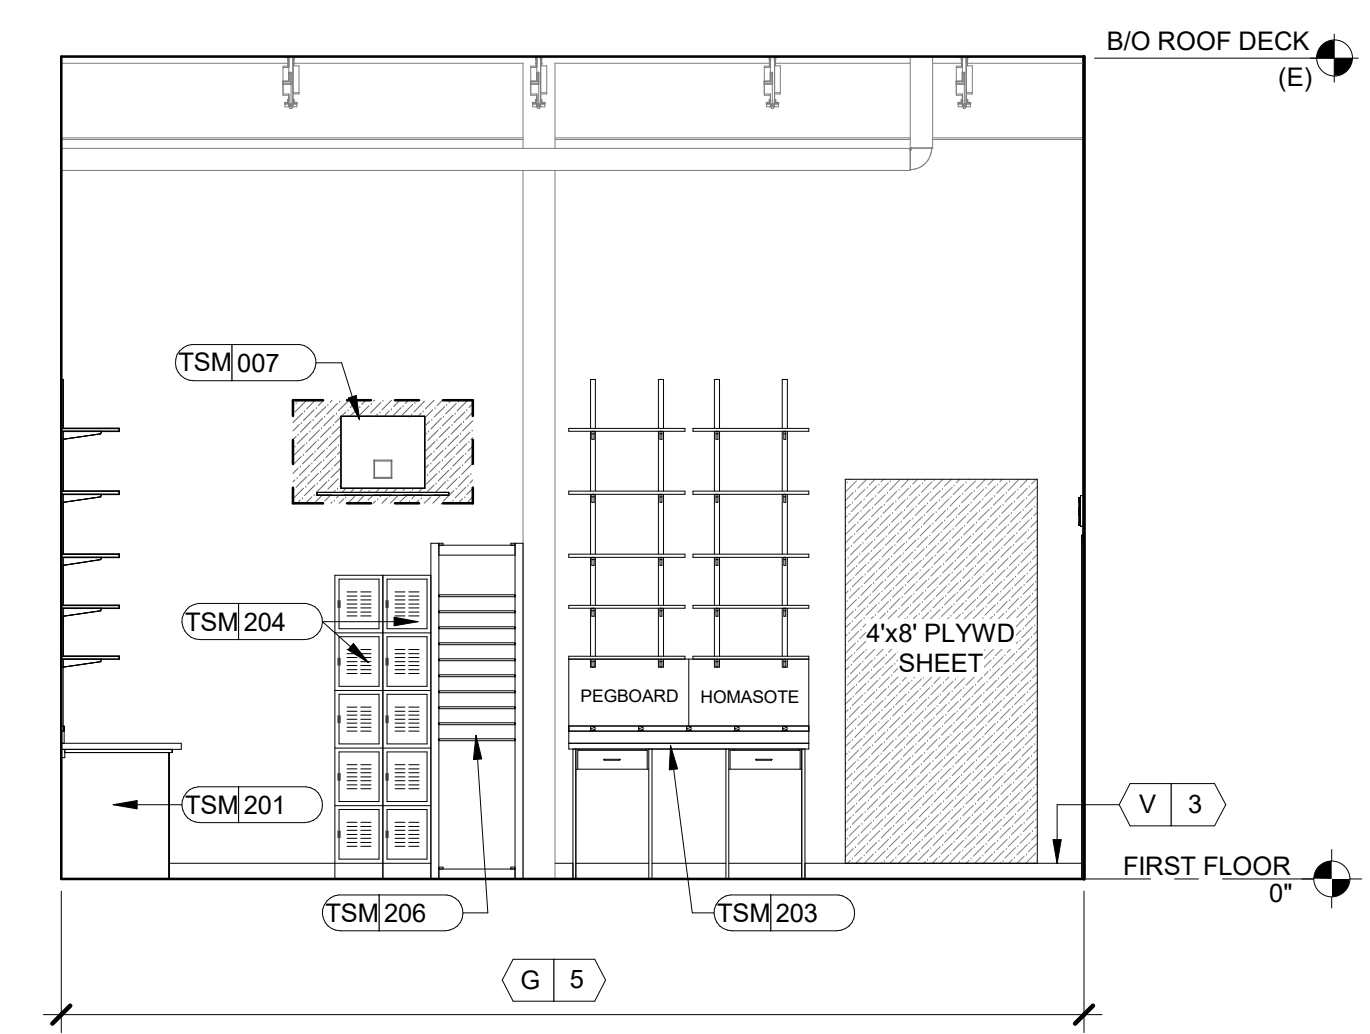 B/O ROOF DECK
(E)
TSM 007
TSM 204
4'x8' PLYWD
SHEET
PEGBOARD
HOMASOTE
TSM 201
V 3
FIRST FLOOR
0"
TSM 206
TSM 203
G 5